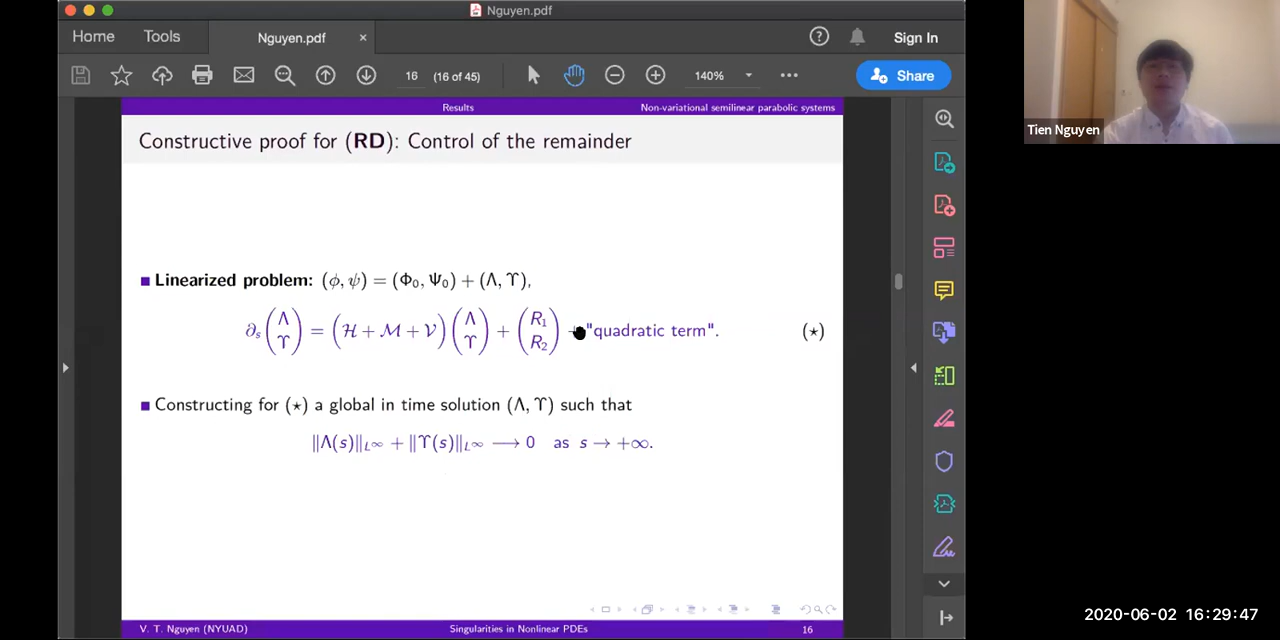 Nguyen.pdf
Home Tools Nguyen.pdf × Sign In
16 (16 of 45) 140% Share
Results Non-variational semilinear parabolic systems
Constructive proof for (RD): Control of the remainder
Linearized problem: (ϕ, ψ) = (Φ₀, Ψ₀) + (Λ, Υ),
∂ₛ(Λ Υ) = (ℋ + ℳ + 𝒱)(Λ Υ) + (R₁ R₂) + "quadratic term". (⋆)
Constructing for (⋆) a global in time solution (Λ, Υ) such that
‖Λ(s)‖_L∞ + ‖Υ(s)‖_L∞ ⟶ 0 as s → +∞.
V. T. Nguyen (NYUAD) Singularities in Nonlinear PDEs 16
Tien Nguyen
2020-06-02 16:29:47